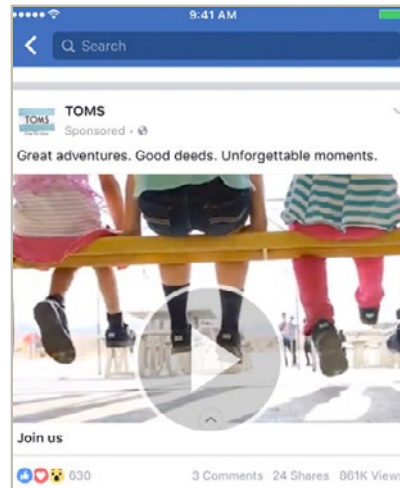 9:41 AM
Search
TOMS
TOMS
Sponsored
Great adventures. Good deeds. Unforgettable moments.
Join us
630 3 Comments 24 Shares 861K Views